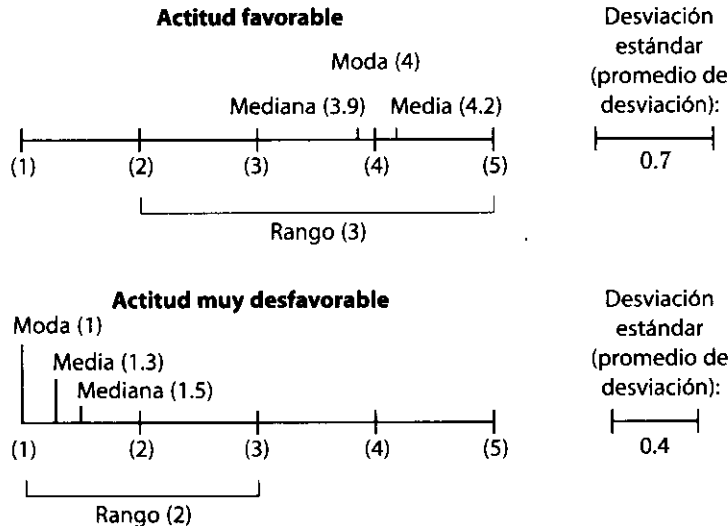 Actitud favorable
Moda (4)
Mediana (3.9)
Media (4.2)
(1)
(2)
(3)
(4)
(5)
Rango (3)
Desviación
estándar
(promedio de
desviación):
0.7
Actitud muy desfavorable
Moda (1)
Media (1.3)
Mediana (1.5)
(1)
(2)
(3)
(4)
(5)
Rango (2)
Desviación
estándar
(promedio de
desviación):
0.4